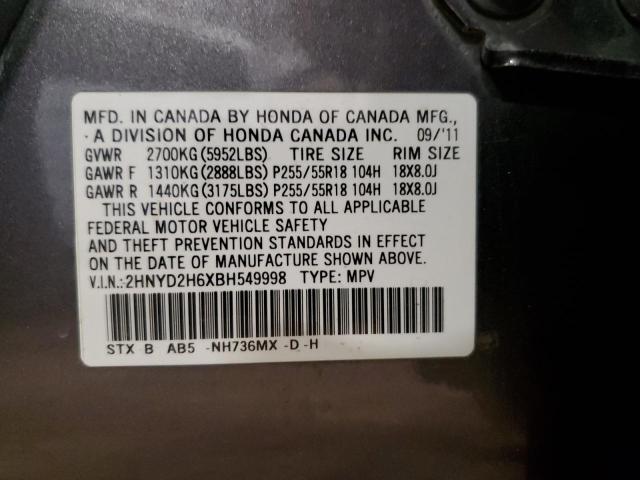 MFD. IN CANADA BY HONDA OF CANADA MFG.,
A DIVISION OF HONDA CANADA INC. 09/'11
GVWR 2700KG (5952LBS) TIRE SIZE RIM SIZE
GAWR F 1310KG (2888LBS) P255/55R18 104H 18X8.0J
GAWR R 1440KG (3175LBS) P255/55R18 104H 18X8.0J
THIS VEHICLE CONFORMS TO ALL APPLICABLE
FEDERAL MOTOR VEHICLE SAFETY
AND THEFT PREVENTION STANDARDS IN EFFECT
ON THE DATE OF MANUFACTURE SHOWN ABOVE.
V.I.N.:2HNYD2H6XBH549998 TYPE: MPV
STX B AB5 -NH736MX -D -H